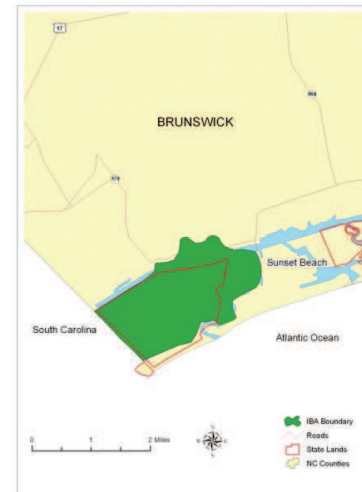 17
904
BRUNSWICK
179
Sunset Beach
South Carolina
Atlantic Ocean
IBA Boundary
Roads
State Lands
NC Counties
0 1 2 Miles
N
S